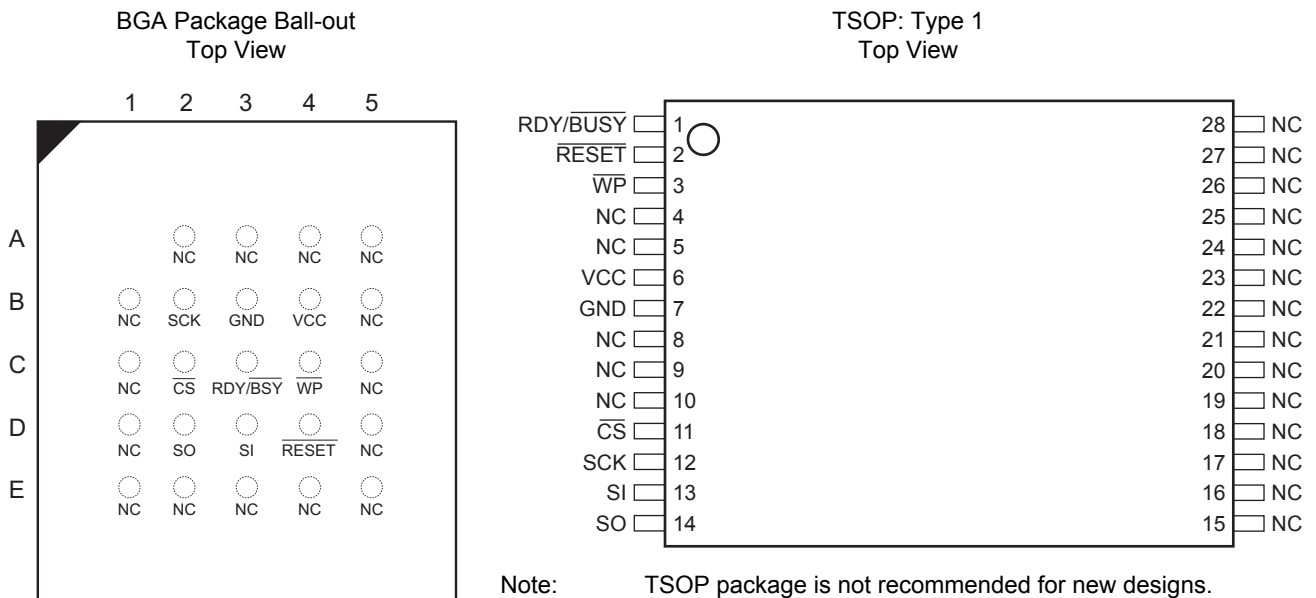 BGA Package Ball-out
Top View
1 2 3 4 5
A
NC NC NC NC
B
NC SCK GND VCC NC
C
NC CS RDY/BSY WP NC
D
NC SO SI RESET NC
E
NC NC NC NC NC
TSOP: Type 1
Top View
RDY/BUSY 1 28 NC
RESET 2 27 NC
WP 3 26 NC
NC 4 25 NC
NC 5 24 NC
VCC 6 23 NC
GND 7 22 NC
NC 8 21 NC
NC 9 20 NC
NC 10 19 NC
CS 11 18 NC
SCK 12 17 NC
SI 13 16 NC
SO 14 15 NC
Note: TSOP package is not recommended for new designs.